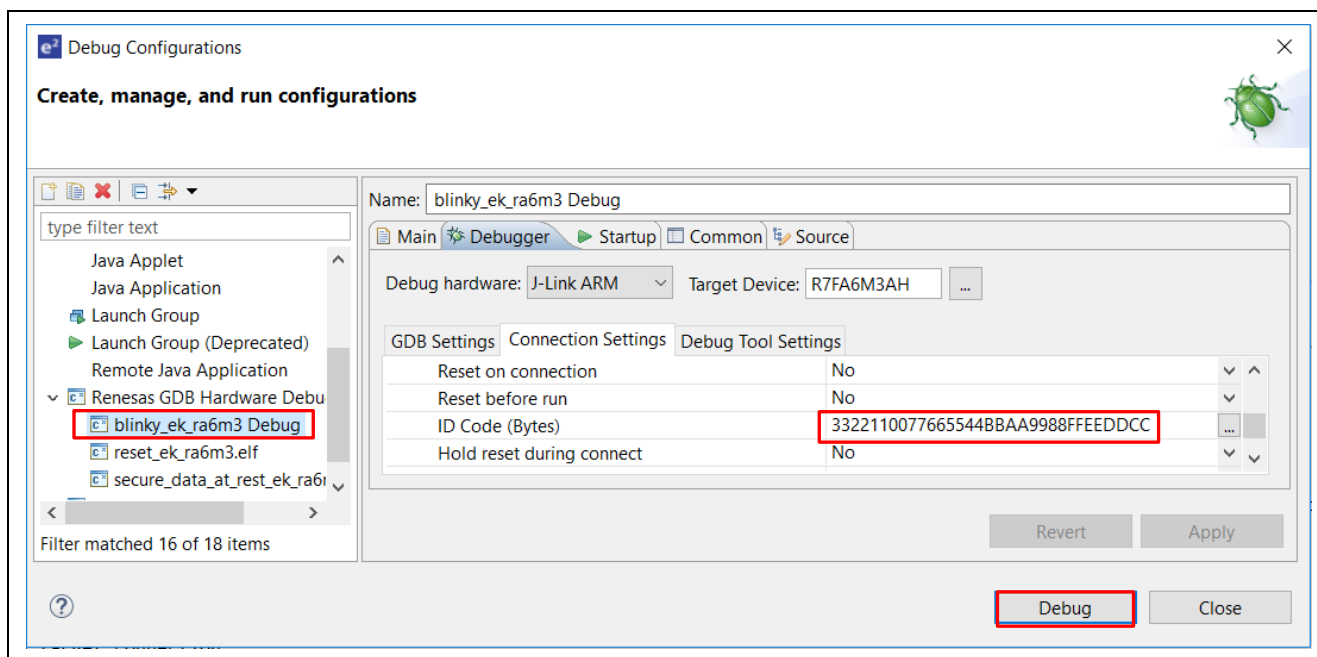 e² Debug Configurations
Create, manage, and run configurations
type filter text
Java Applet
Java Application
Launch Group
Launch Group (Deprecated)
Remote Java Application
Renesas GDB Hardware Debu
blinky_ek_ra6m3 Debug
reset_ek_ra6m3.elf
secure_data_at_rest_ek_ra6
Filter matched 16 of 18 items
Name: blinky_ek_ra6m3 Debug
Main Debugger Startup Common Source
Debug hardware: J-Link ARM Target Device: R7FA6M3AH ...
GDB Settings Connection Settings Debug Tool Settings
Reset on connection No
Reset before run No
ID Code (Bytes) 3322110077665544BBAA9988FFEEDDCC ...
Hold reset during connect No
Revert Apply
? Debug Close